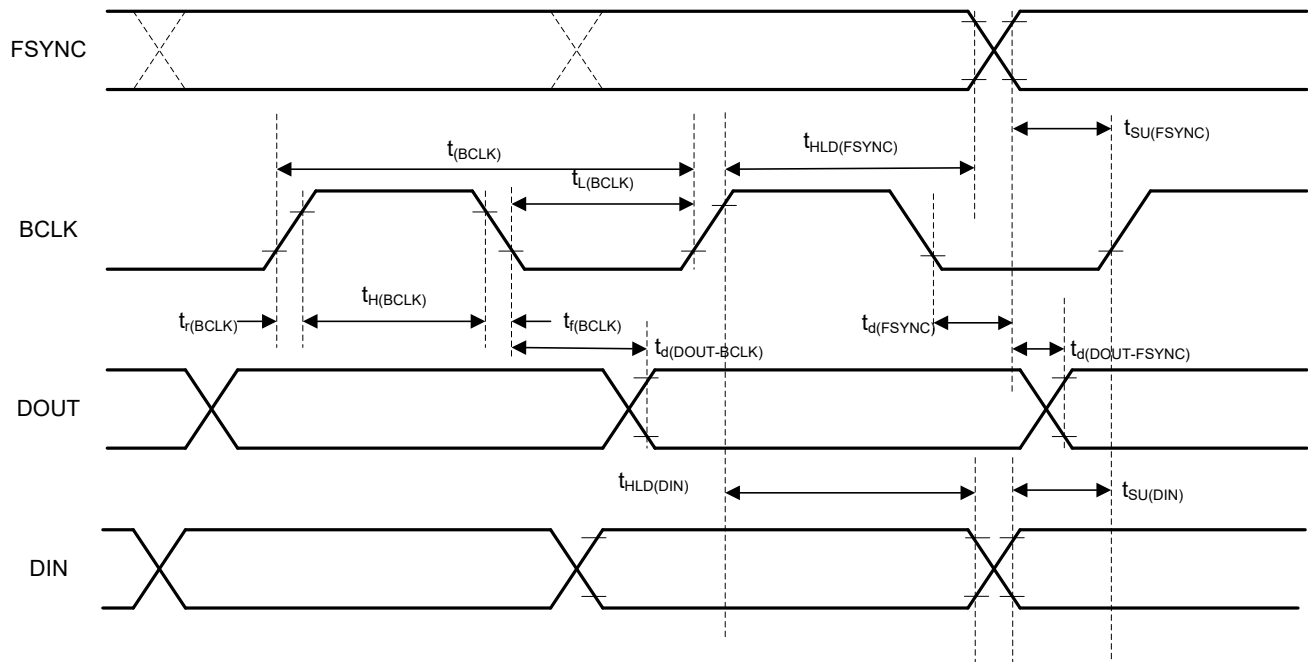 FSYNC
t(BCLK)
tHLD(FSYNC)
tSU(FSYNC)
tL(BCLK)
BCLK
tr(BCLK)
tH(BCLK)
tf(BCLK)
td(FSYNC)
td(DOUT-BCLK)
td(DOUT-FSYNC)
DOUT
tHLD(DIN)
tSU(DIN)
DIN